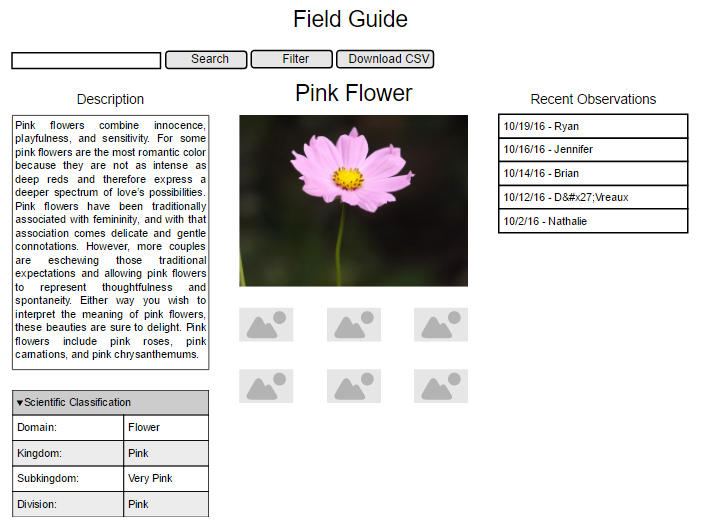 Field Guide
Search
Filter
Download CSV
Description
Pink flowers combine innocence,
playfulness, and sensitivity. For some
pink flowers are the most romantic color
because they are not as intense as
deep reds and therefore express a
deeper spectrum of love's possibilities.
Pink flowers have been traditionally
associated with femininity, and with that
association comes delicate and gentle
connotations. However, more couples
are eschewing those traditional
expectations and allowing pink flowers
to represent thoughtfulness and
spontaneity. Either way you wish to
interpret the meaning of pink flowers,
these beauties are sure to delight. Pink
flowers include pink roses, pink
carnations, and pink chrysanthemums.
▼Scientific Classification
Domain: Flower
Kingdom: Pink
Subkingdom: Very Pink
Division: Pink
Pink Flower
Recent Observations
10/19/16 - Ryan
10/16/16 - Jennifer
10/14/16 - Brian
10/12/16 - D&#x27;Vreaux
10/2/16 - Nathalie